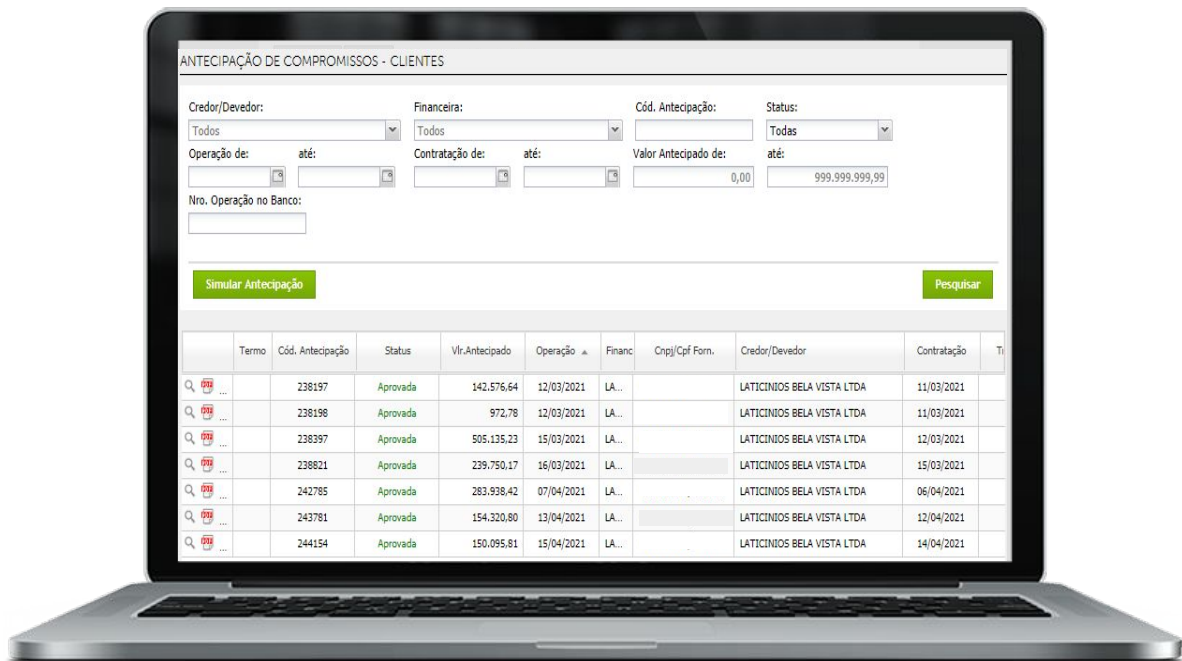 ANTECIPAÇÃO DE COMPROMISSOS - CLIENTES
Credor/Devedor: Financeira: Cód. Antecipação: Status:
Todos Todos Todas
Operação de: até: Contratação de: até: Valor Antecipado de: até:
0,00 999.999.999,99
Nro. Operação no Banco:
Simular Antecipação Pesquisar
Termo Cód. Antecipação Status Vlr.Antecipado Operação Financ Cnpj/Cpf Forn. Credor/Devedor Contratação
... 238197 Aprovada 142.576,64 12/03/2021 LA... LATICINIOS BELA VISTA LTDA 11/03/2021
... 238198 Aprovada 972,78 12/03/2021 LA... LATICINIOS BELA VISTA LTDA 11/03/2021
... 238397 Aprovada 505.135,23 15/03/2021 LA... LATICINIOS BELA VISTA LTDA 12/03/2021
... 238821 Aprovada 239.750,17 16/03/2021 LA... LATICINIOS BELA VISTA LTDA 15/03/2021
... 242785 Aprovada 283.938,42 07/04/2021 LA... LATICINIOS BELA VISTA LTDA 06/04/2021
... 243781 Aprovada 154.320,80 13/04/2021 LA... LATICINIOS BELA VISTA LTDA 12/04/2021
... 244154 Aprovada 150.095,81 15/04/2021 LA... LATICINIOS BELA VISTA LTDA 14/04/2021